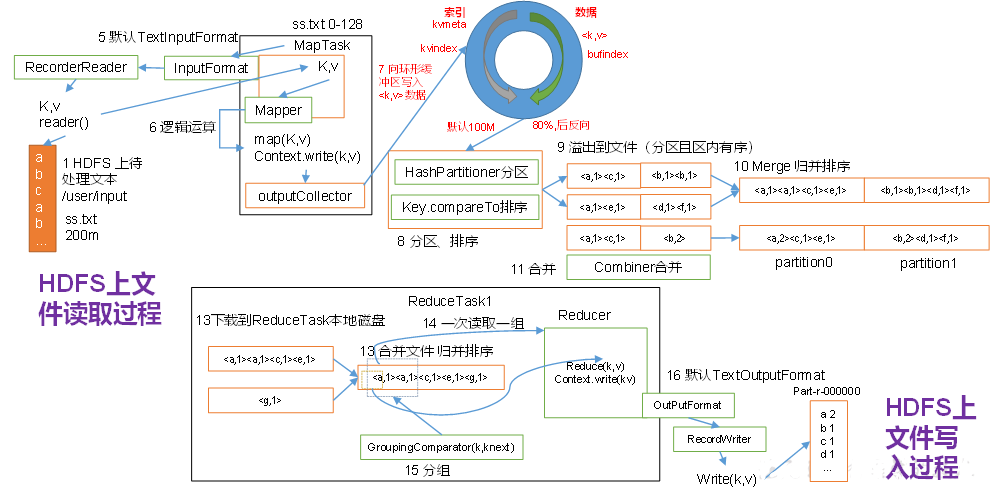 ss.txt 0-128
5 默认TextInputFormat
MapTask
RecorderReader
InputFormat
K,v
K,v
reader()
Mapper
6 逻辑运算
map(K,v)
Context.write(k,v)
outputCollector
a
b
c
a
b
...
1 HDFS 上待
处理文本
/user/input
ss.txt
200m
HDFS上文
件读取过程
索引
kvmeta
kvindex
数据
<k,v>
bufindex
7 向环形缓
冲区写入
<k,v> 数据
默认100M
80%,后反向
HashPartitioner分区
Key.compareTo排序
8 分区、排序
9 溢出到文件（分区且区内有序）
<a,1><c,1>
<b,1><b,1>
<a,1><e,1>
<d,1><f,1>
<a,1><c,1>
<b,2>
11 合并
Combiner合并
10 Merge 归并排序
<a,1><a,1><c,1><e,1>
<b,1><b,1><d,1><f,1>
<a,2><c,1><e,1>
<b,2><d,1><f,1>
partition0
partition1
ReduceTask1
13下载到ReduceTask本地磁盘
<a,1><a,1><c,1><e,1>
<g,1>
14 一次读取一组
13 合并文件 归并排序
<a,1><a,1><c,1><e,1><g,1>
GroupingComparator(k,knext)
15 分组
Reducer
Reduce(k,v)
Context.write(kv)
16 默认TextOutputFormat
OutPutFormat
RecordWriter
Write(k,v)
Part-r-000000
a 2
b 1
c 1
d 1
...
HDFS上
文件写
入过程